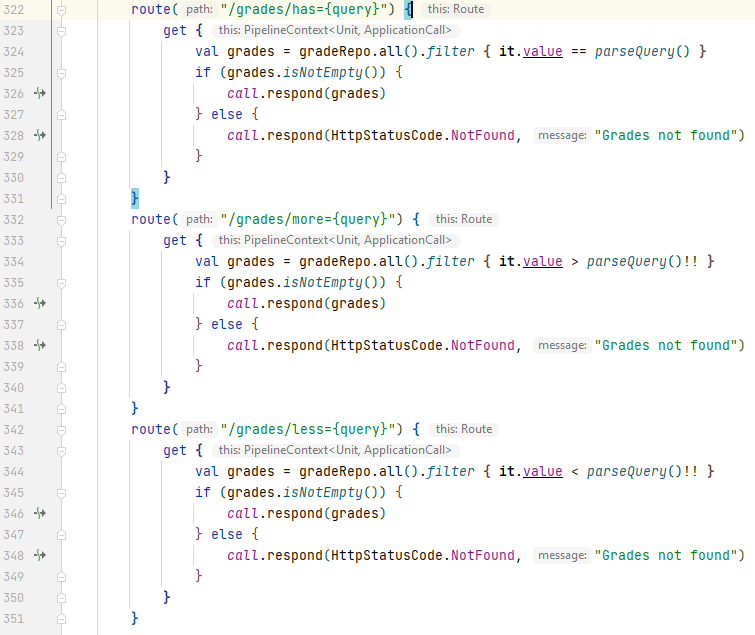 322 route( path: "/grades/has={query}") { this: Route
323 get { this: PipelineContext<Unit, ApplicationCall>
324 val grades = gradeRepo.all().filter { it.value == parseQuery() }
325 if (grades.isNotEmpty()) {
326 call.respond(grades)
327 } else {
328 call.respond(HttpStatusCode.NotFound, message: "Grades not found")
329 }
330 }
331 }
332 route( path: "/grades/more={query}") { this: Route
333 get { this: PipelineContext<Unit, ApplicationCall>
334 val grades = gradeRepo.all().filter { it.value > parseQuery()!! }
335 if (grades.isNotEmpty()) {
336 call.respond(grades)
337 } else {
338 call.respond(HttpStatusCode.NotFound, message: "Grades not found")
339 }
340 }
341 }
342 route( path: "/grades/less={query}") { this: Route
343 get { this: PipelineContext<Unit, ApplicationCall>
344 val grades = gradeRepo.all().filter { it.value < parseQuery()!! }
345 if (grades.isNotEmpty()) {
346 call.respond(grades)
347 } else {
348 call.respond(HttpStatusCode.NotFound, message: "Grades not found")
349 }
350 }
351 }